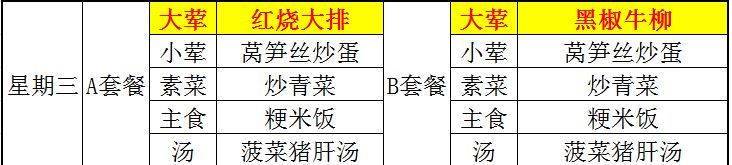 大荤 红烧大排 大荤 黑椒牛柳
小荤 莴笋丝炒蛋 小荤 莴笋丝炒蛋
星期三 A套餐 素菜 炒青菜 B套餐 素菜 炒青菜
主食 粳米饭 主食 粳米饭
汤 菠菜猪肝汤 汤 菠菜猪肝汤